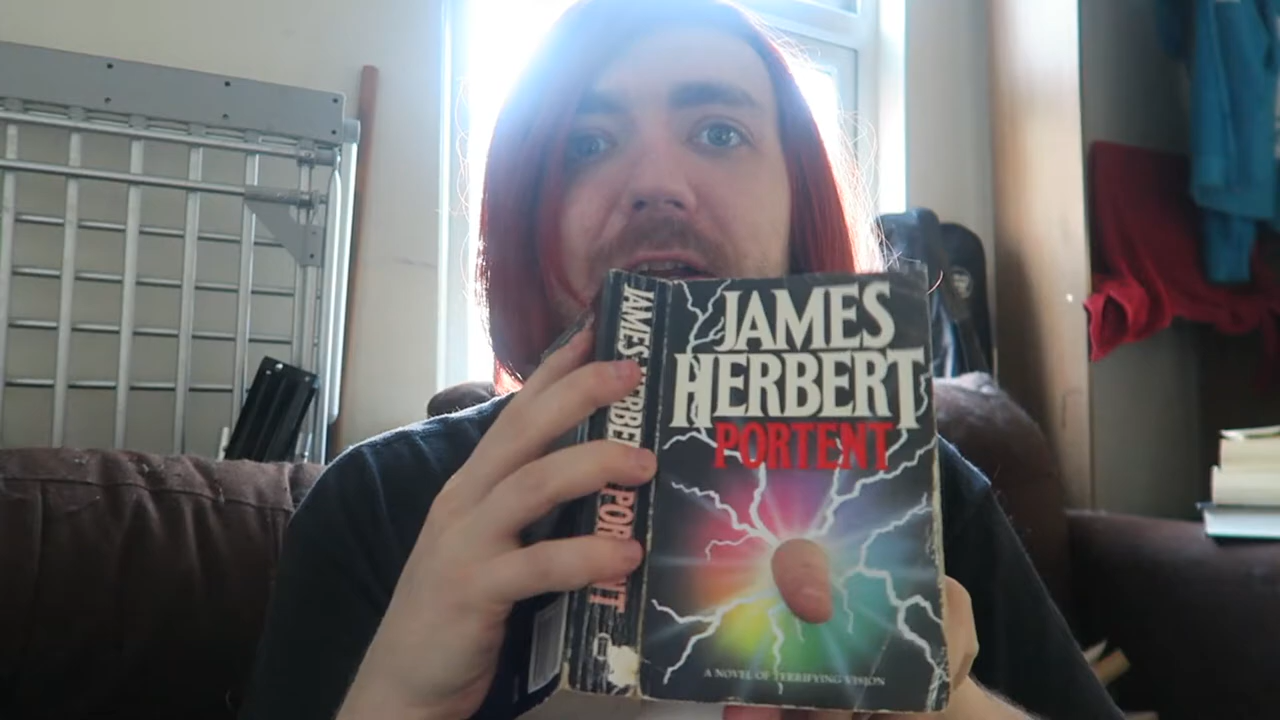 JAMES
HERBERT
PORTENT
A NOVEL OF TERRIFYING VISION
JAMES HERBERT PORTENT